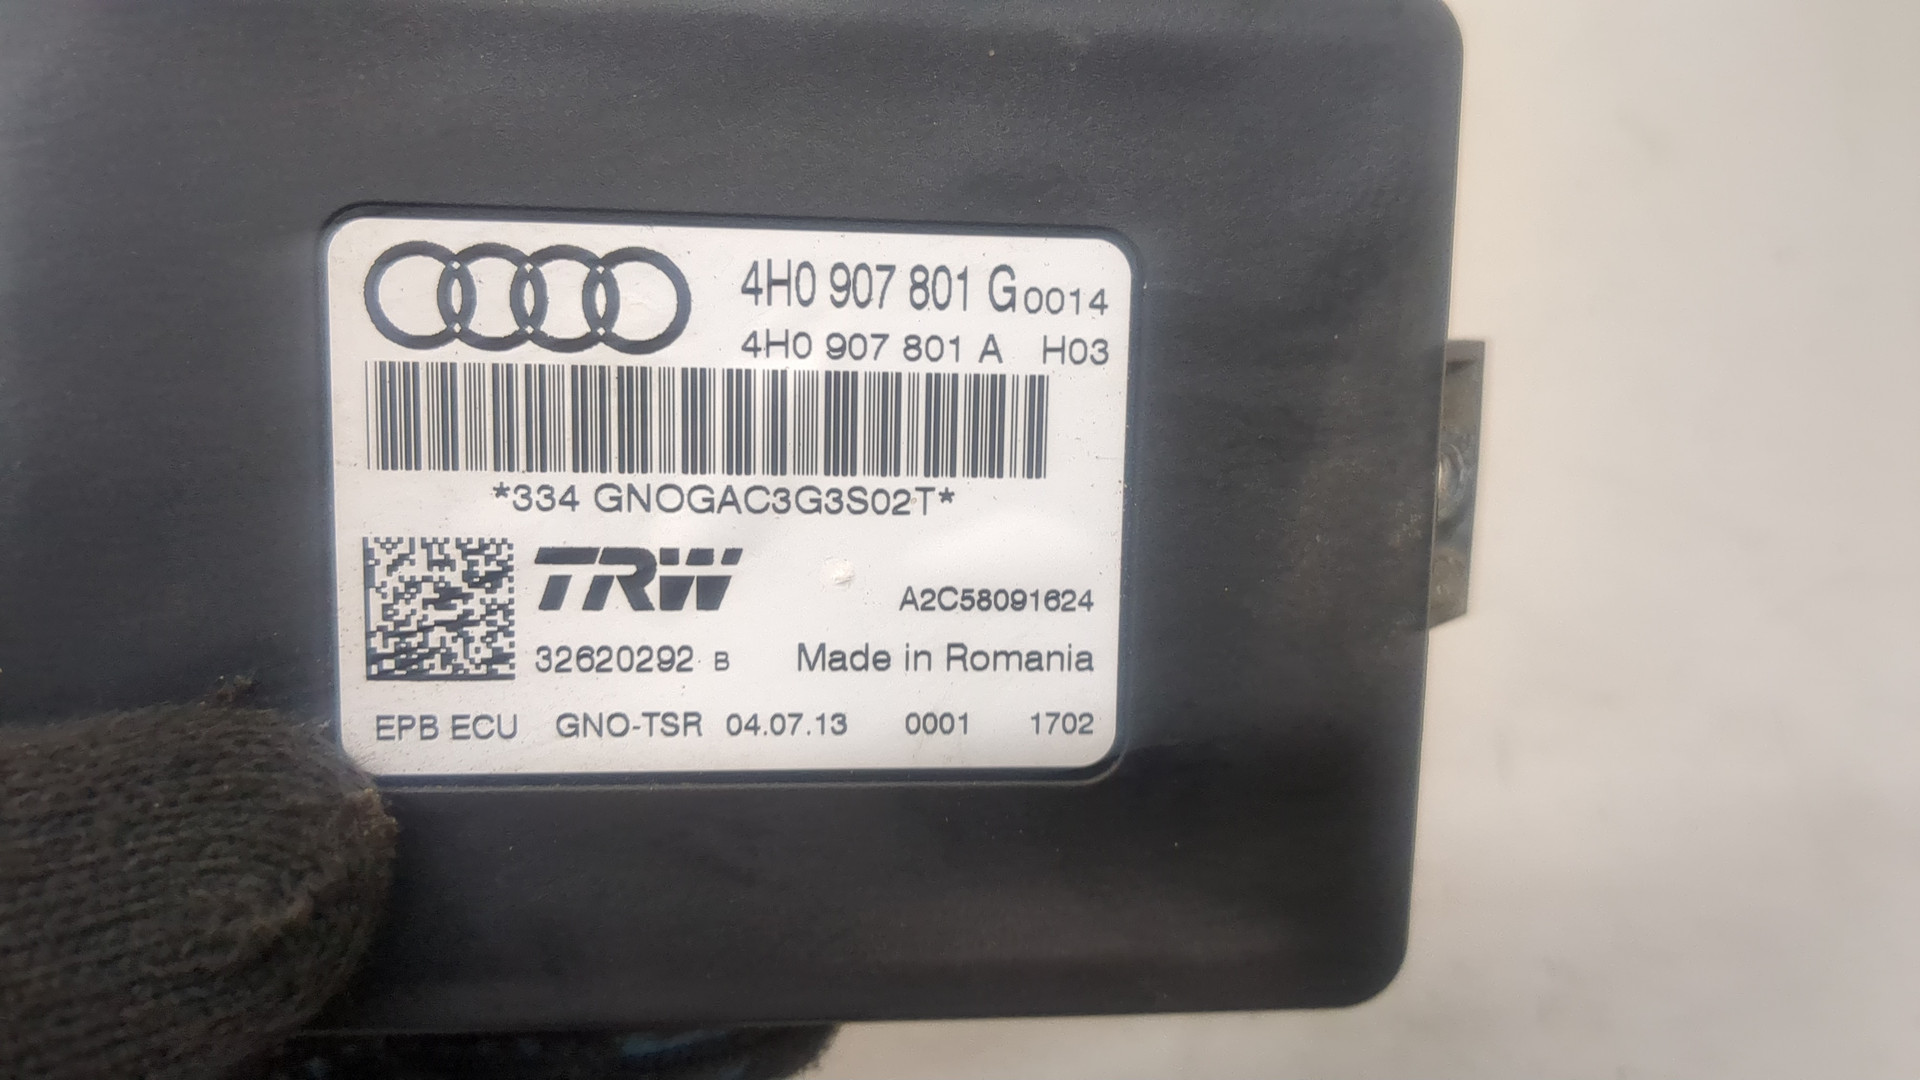 4H0 907 801 G 0014
4H0 907 801 A H03
*334 GNOGAC3G3S02T*
TRW
A2C58091624
32620292 B Made in Romania
EPB ECU GNO-TSR 04.07.13 0001 1702